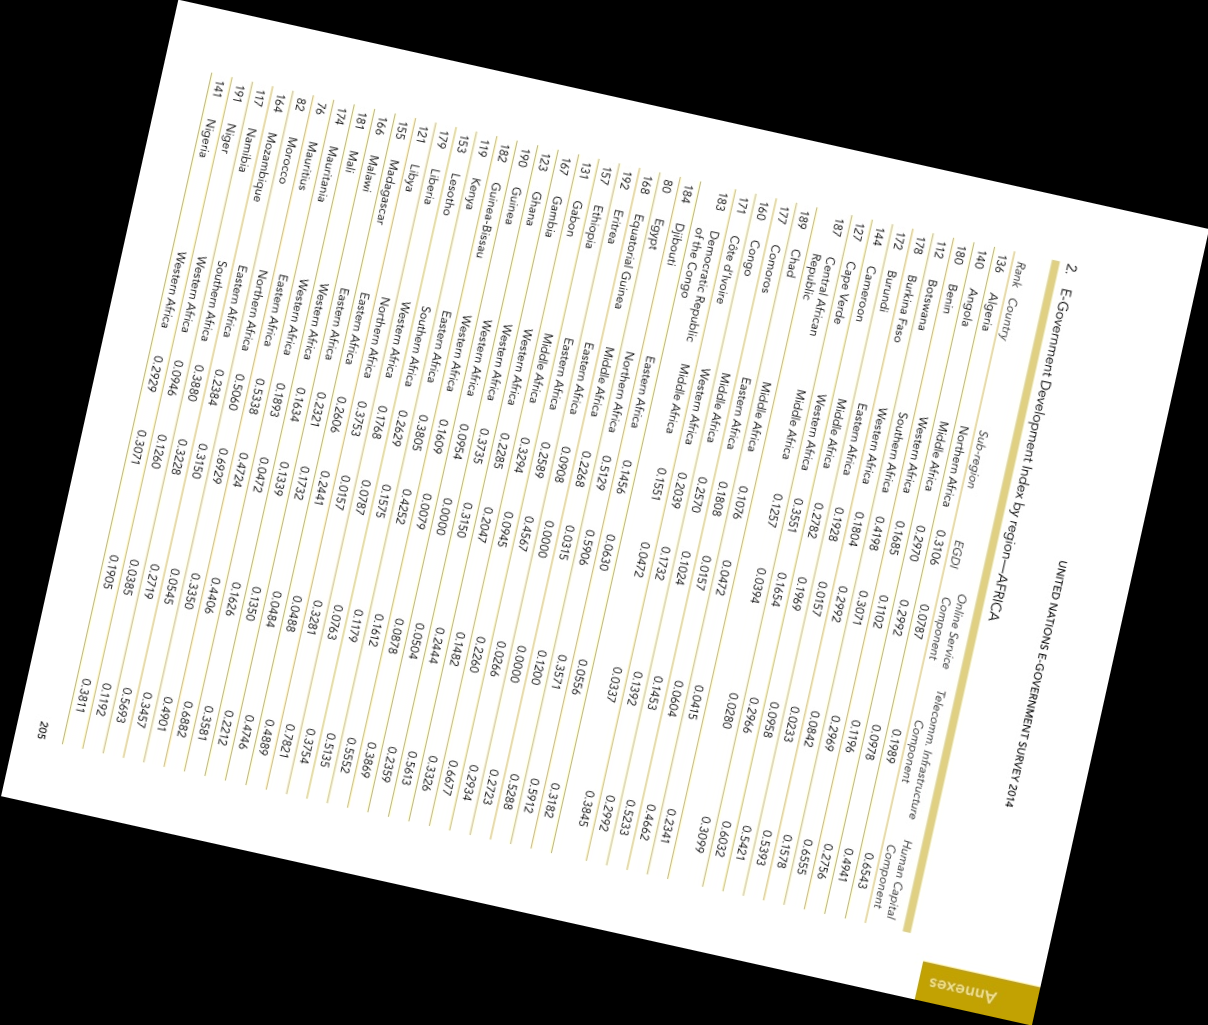 UNITED NATIONS E-GOVERNMENT SURVEY 2014
2. E-Government Development Index by region—AFRICA
Rank Country Sub-region EGDI Online Service Component Telecomm. Infrastructure Component Human Capital Component
136 Algeria Northern Africa 0.3106 0.0787 0.1989 0.6543
140 Angola Middle Africa 0.2970 0.2992 0.0978 0.4941
180 Benin Western Africa 0.1685 0.1102 0.1196 0.2756
112 Botswana Southern Africa 0.4198 0.3071 0.2969 0.6555
178 Burkina Faso Western Africa 0.1804 0.2992 0.0842 0.1578
172 Burundi Eastern Africa 0.1928 0.0157 0.0233 0.5393
144 Cameroon Middle Africa 0.2782 0.1969 0.0958 0.5421
127 Cape Verde Western Africa 0.3551 0.1654 0.2966 0.6032
187 Central African Republic Middle Africa 0.1257 0.0394 0.0280 0.3099
189 Chad Middle Africa 0.1076 0.0472 0.0415 0.2341
177 Comoros Eastern Africa 0.1808 0.0157 0.0604 0.4662
160 Congo Middle Africa 0.2570 0.1024 0.1453 0.5233
171 Côte d'Ivoire Western Africa 0.2039 0.1732 0.1392 0.2992
183 Democratic Republic of the Congo Middle Africa 0.1551 0.0472 0.0337 0.3845
184 Djibouti Eastern Africa 0.1456 0.0630 0.0556 0.3182
80 Egypt Northern Africa 0.5129 0.5906 0.3571 0.5912
168 Equatorial Guinea Middle Africa 0.2268 0.0315 0.1200 0.5288
192 Eritrea Eastern Africa 0.0908 0.0000 0.0000 0.2723
157 Ethiopia Eastern Africa 0.2589 0.4567 0.0266 0.2934
131 Gabon Middle Africa 0.3294 0.0945 0.2260 0.6677
167 Gambia Western Africa 0.2285 0.2047 0.1482 0.3326
123 Ghana Western Africa 0.3735 0.3150 0.2444 0.5613
190 Guinea Western Africa 0.0954 0.0000 0.0504 0.2359
182 Guinea-Bissau Western Africa 0.1609 0.0079 0.0878 0.3869
119 Kenya Eastern Africa 0.3805 0.4252 0.1612 0.5552
153 Lesotho Southern Africa 0.2629 0.1575 0.1179 0.5135
179 Liberia Western Africa 0.1768 0.0787 0.0763 0.3754
121 Libya Northern Africa 0.3753 0.0157 0.3281 0.7821
155 Madagascar Eastern Africa 0.2606 0.2441 0.0488 0.4889
166 Malawi Eastern Africa 0.2321 0.1732 0.0484 0.4746
181 Mali Western Africa 0.1634 0.1339 0.1350 0.2212
174 Mauritania Western Africa 0.1893 0.0472 0.1626 0.3581
76 Mauritius Eastern Africa 0.5338 0.4724 0.4406 0.6882
82 Morocco Northern Africa 0.5060 0.6929 0.3350 0.4901
164 Mozambique Eastern Africa 0.2384 0.3150 0.0545 0.3457
117 Namibia Southern Africa 0.3880 0.3228 0.2719 0.5693
191 Niger Western Africa 0.0946 0.1260 0.0385 0.1192
141 Nigeria Western Africa 0.2929 0.3071 0.1905 0.3811
Annexes
205